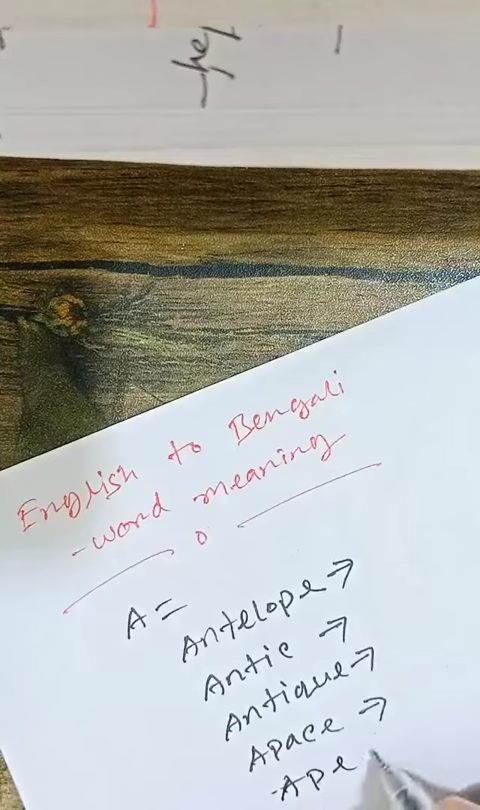 English to Bengali
-word meaning
A =
Antelope →
Antic →
Antique →
Apace →
Ape